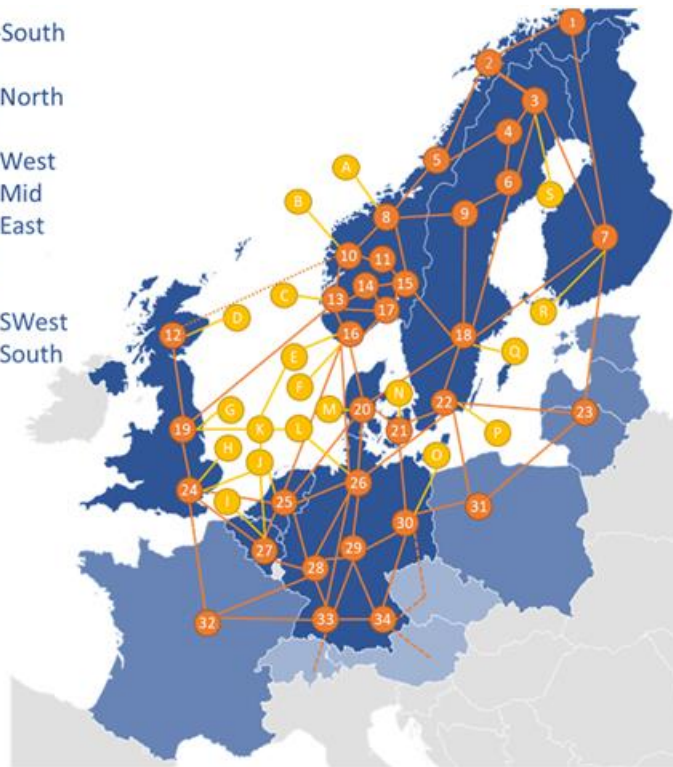 -South
North
West
Mid
East
SWest
South
1
2
3
4
5
A
6
S
B
8
9
7
10
11
14
15
C
13
17
R
D
12
16
18
E
Q
F
N
G
M
20
22
23
19
K
L
21
P
H
J
O
26
24
I
25
31
30
27
29
28
32
33
34